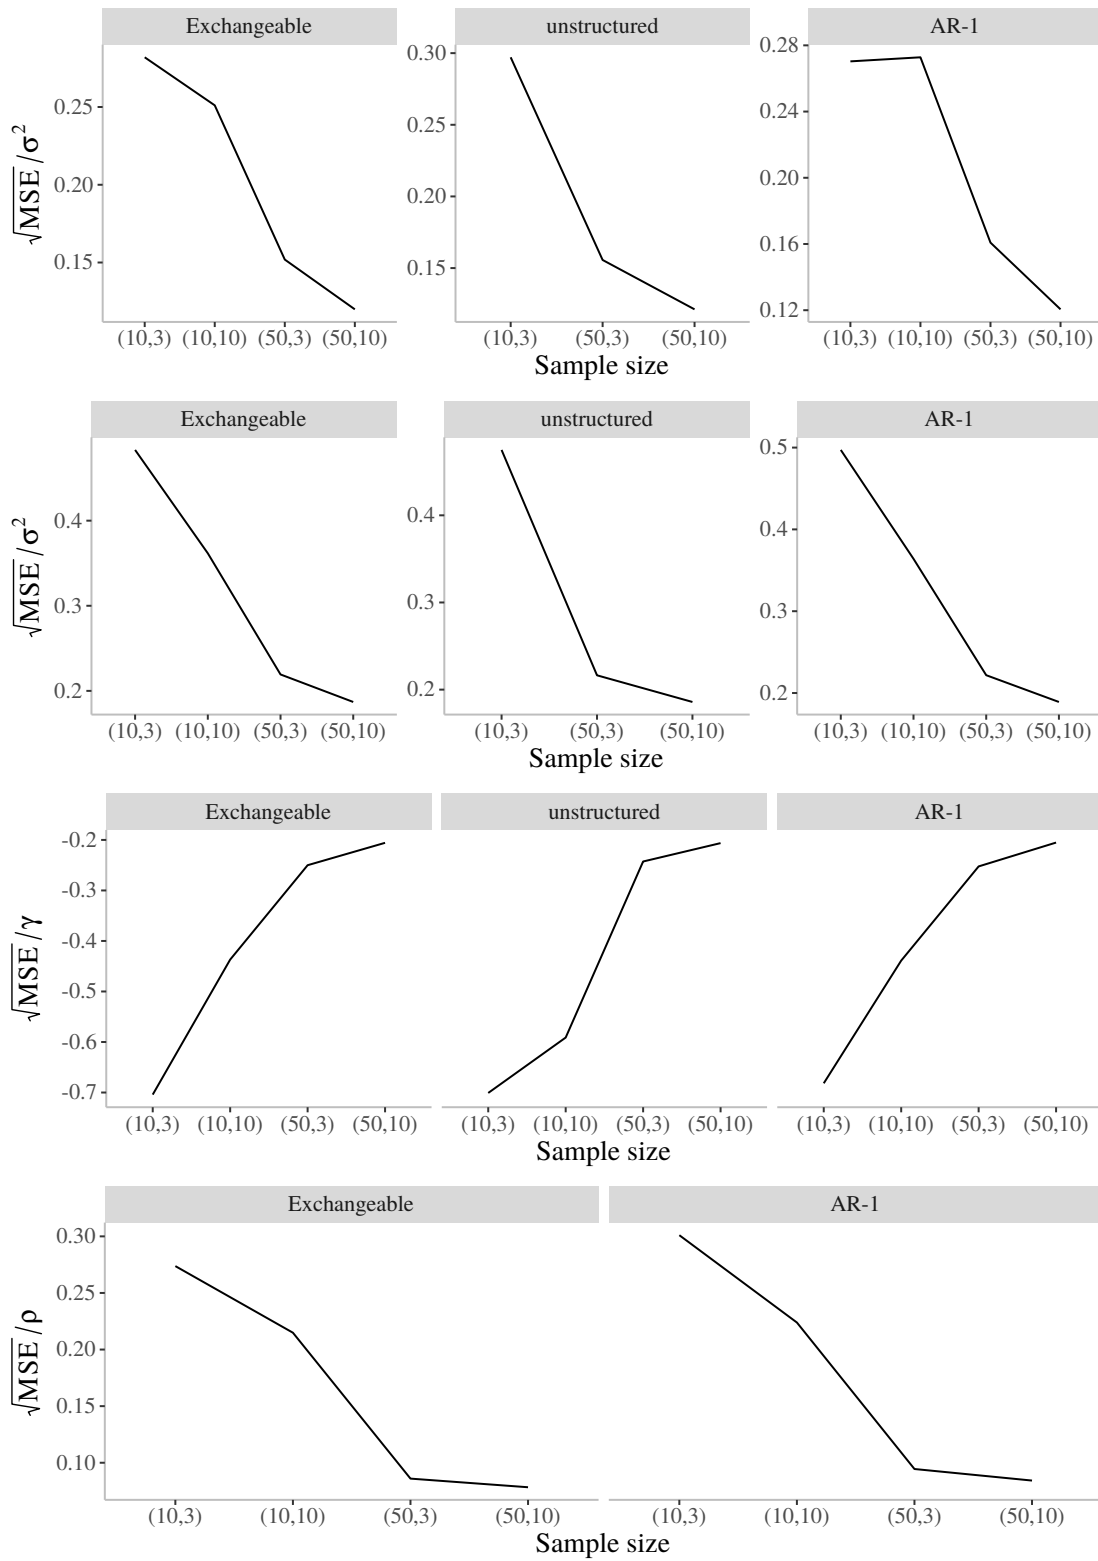 Exchangeable unstructured AR-1
√MSE/σ²
0.25
0.20
0.15
0.30
0.25
0.20
0.15
0.28
0.24
0.20
0.16
0.12
(10,3) (10,10) (50,3) (50,10) (10,3) (50,3) (50,10) (10,3) (10,10) (50,3) (50,10)
Sample size
Exchangeable unstructured AR-1
√MSE/σ²
0.4
0.3
0.2
0.4
0.3
0.2
0.5
0.4
0.3
0.2
(10,3) (10,10) (50,3) (50,10) (10,3) (50,3) (50,10) (10,3) (10,10) (50,3) (50,10)
Sample size
Exchangeable unstructured AR-1
√MSE/γ
-0.2
-0.3
-0.4
-0.5
-0.6
-0.7
(10,3) (10,10) (50,3) (50,10) (10,3) (10,10) (50,3) (50,10) (10,3) (10,10) (50,3) (50,10)
Sample size
Exchangeable AR-1
√MSE/ρ
0.30
0.25
0.20
0.15
0.10
(10,3) (10,10) (50,3) (50,10) (10,3) (10,10) (50,3) (50,10)
Sample size